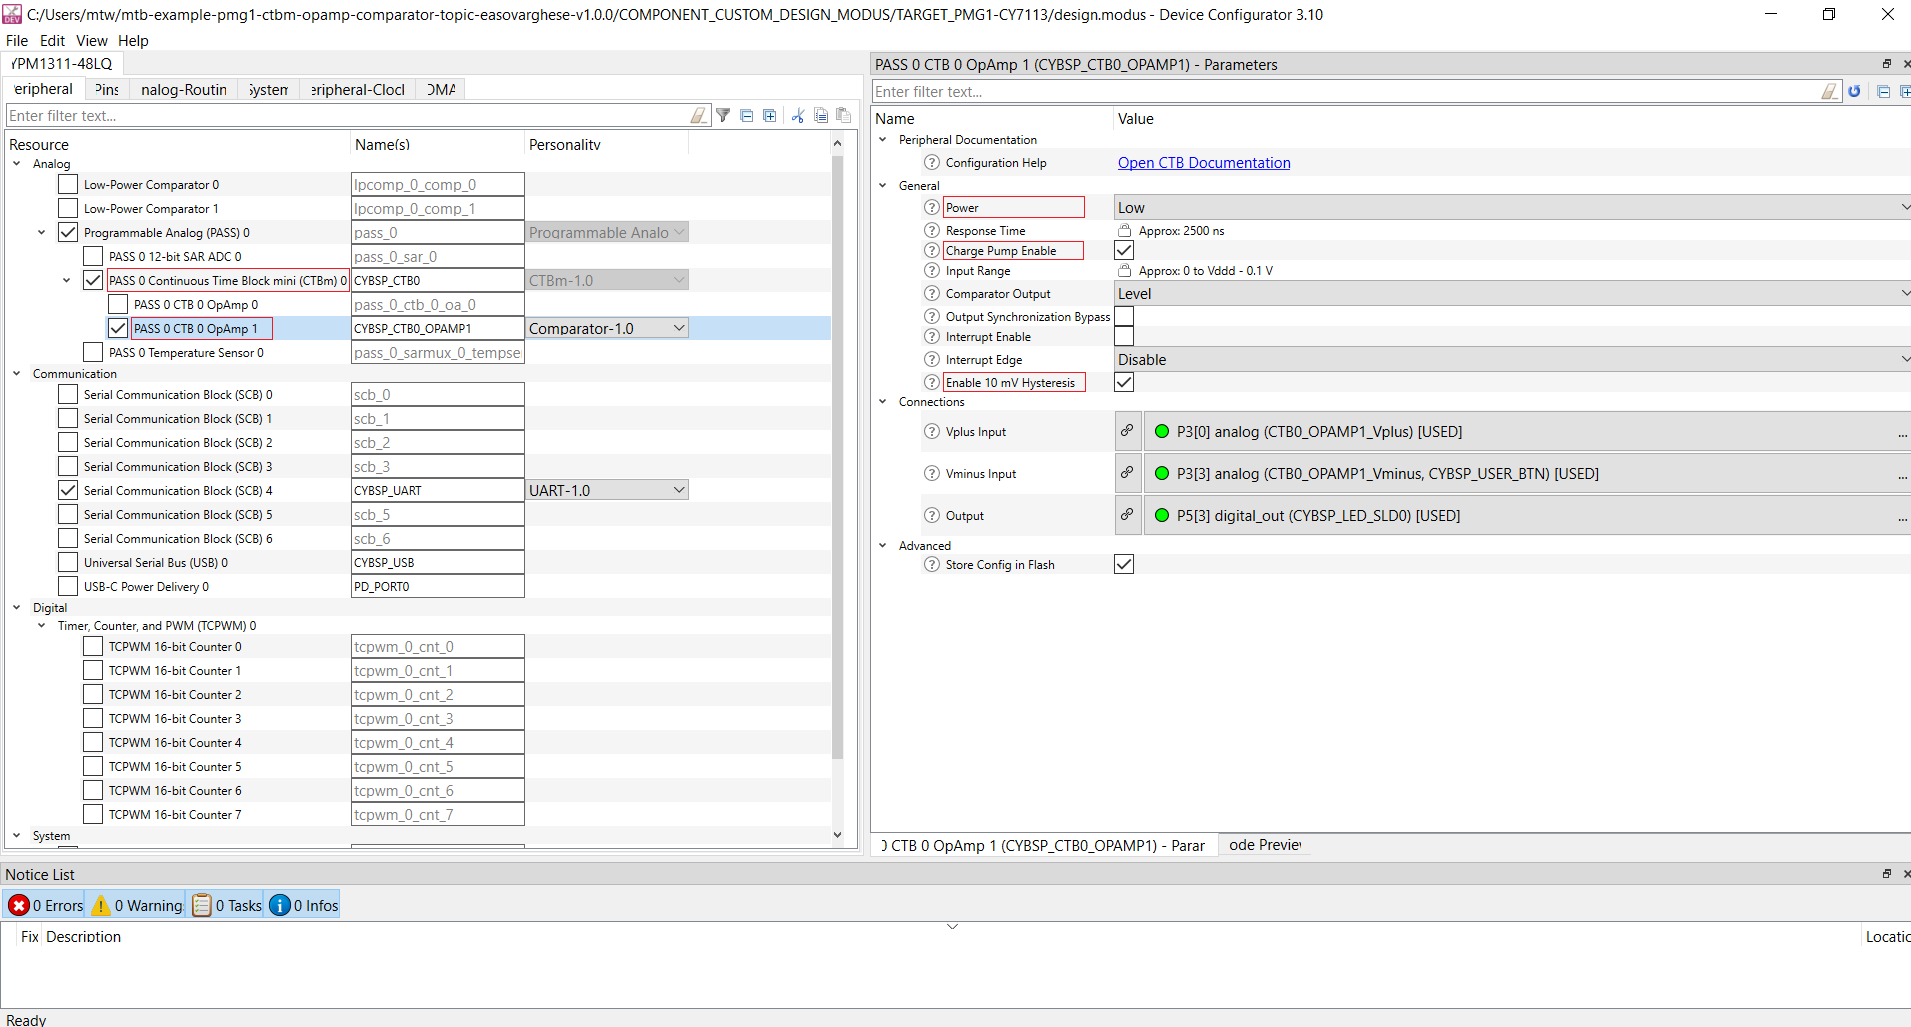 C:/Users/mtw/mtb-example-pmg1-ctbm-opamp-comparator-topic-easovarghese-v1.0.0/COMPONENT_CUSTOM_DESIGN_MODUS/TARGET_PMG1-CY7113/design.modus - Device Configurator 3.10
File Edit View Help
YPM1311-48LQ
eripheral Pins nalog-Routin System eripheral-Clocl DMA
Enter filter text...
Resource Name(s) Personality
Analog
Low-Power Comparator 0 lpcomp_0_comp_0
Low-Power Comparator 1 lpcomp_0_comp_1
Programmable Analog (PASS) 0 pass_0 Programmable Analo
PASS 0 12-bit SAR ADC 0 pass_0_sar_0
PASS 0 Continuous Time Block mini (CTBm) 0 CYBSP_CTB0 CTBm-1.0
PASS 0 CTB 0 OpAmp 0 pass_0_ctb_0_oa_0
PASS 0 CTB 0 OpAmp 1 CYBSP_CTB0_OPAMP1 Comparator-1.0
PASS 0 Temperature Sensor 0 pass_0_sarmux_0_tempse
Communication
Serial Communication Block (SCB) 0 scb_0
Serial Communication Block (SCB) 1 scb_1
Serial Communication Block (SCB) 2 scb_2
Serial Communication Block (SCB) 3 scb_3
Serial Communication Block (SCB) 4 CYBSP_UART UART-1.0
Serial Communication Block (SCB) 5 scb_5
Serial Communication Block (SCB) 6 scb_6
Universal Serial Bus (USB) 0 CYBSP_USB
USB-C Power Delivery 0 PD_PORT0
Digital
Timer, Counter, and PWM (TCPWM) 0
TCPWM 16-bit Counter 0 tcpwm_0_cnt_0
TCPWM 16-bit Counter 1 tcpwm_0_cnt_1
TCPWM 16-bit Counter 2 tcpwm_0_cnt_2
TCPWM 16-bit Counter 3 tcpwm_0_cnt_3
TCPWM 16-bit Counter 4 tcpwm_0_cnt_4
TCPWM 16-bit Counter 5 tcpwm_0_cnt_5
TCPWM 16-bit Counter 6 tcpwm_0_cnt_6
TCPWM 16-bit Counter 7 tcpwm_0_cnt_7
System
PASS 0 CTB 0 OpAmp 1 (CYBSP_CTB0_OPAMP1) - Parameters
Enter filter text...
Name Value
Peripheral Documentation
Configuration Help Open CTB Documentation
General
Power Low
Response Time Approx: 2500 ns
Charge Pump Enable
Input Range Approx: 0 to Vddd - 0.1 V
Comparator Output Level
Output Synchronization Bypass
Interrupt Enable
Interrupt Edge Disable
Enable 10 mV Hysteresis
Connections
Vplus Input P3[0] analog (CTB0_OPAMP1_Vplus) [USED] ...
Vminus Input P3[3] analog (CTB0_OPAMP1_Vminus, CYBSP_USER_BTN) [USED] ...
Output P5[3] digital_out (CYBSP_LED_SLD0) [USED] ...
Advanced
Store Config in Flash
0 CTB 0 OpAmp 1 (CYBSP_CTB0_OPAMP1) - Parar ode Previe
Notice List
0 Errors 0 Warning 0 Tasks 0 Infos
Fix Description Locatic
Ready